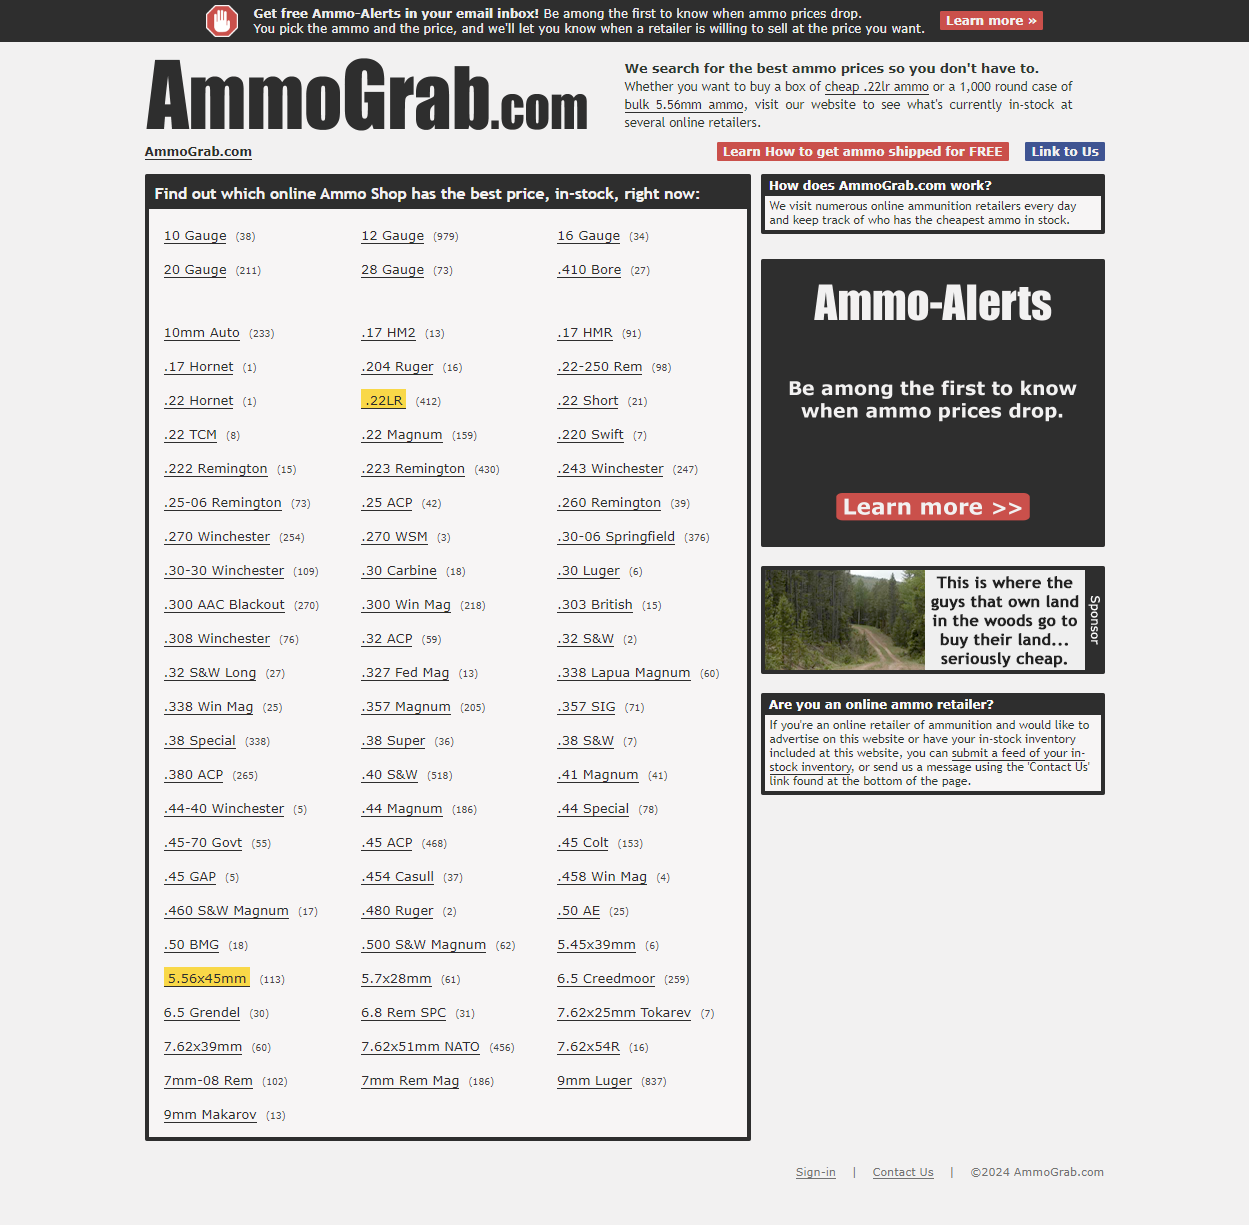 Get free Ammo-Alerts in your email inbox! Be among the first to know when ammo prices drop.
You pick the ammo and the price, and we'll let you know when a retailer is willing to sell at the price you want.
Learn more »
AmmoGrab.com
We search for the best ammo prices so you don't have to.
Whether you want to buy a box of cheap .22lr ammo or a 1,000 round case of
bulk 5.56mm ammo, visit our website to see what's currently in-stock at
several online retailers.
AmmoGrab.com
Learn How to get ammo shipped for FREE
Link to Us
Find out which online Ammo Shop has the best price, in-stock, right now:
10 Gauge (38) 12 Gauge (979) 16 Gauge (34)
20 Gauge (211) 28 Gauge (73) .410 Bore (27)
10mm Auto (233) .17 HM2 (13) .17 HMR (91)
.17 Hornet (1) .204 Ruger (16) .22-250 Rem (98)
.22 Hornet (1) .22LR (412) .22 Short (21)
.22 TCM (8) .22 Magnum (159) .220 Swift (7)
.222 Remington (15) .223 Remington (430) .243 Winchester (247)
.25-06 Remington (73) .25 ACP (42) .260 Remington (39)
.270 Winchester (254) .270 WSM (3) .30-06 Springfield (376)
.30-30 Winchester (109) .30 Carbine (18) .30 Luger (6)
.300 AAC Blackout (270) .300 Win Mag (218) .303 British (15)
.308 Winchester (76) .32 ACP (59) .32 S&W (2)
.32 S&W Long (27) .327 Fed Mag (13) .338 Lapua Magnum (60)
.338 Win Mag (25) .357 Magnum (205) .357 SIG (71)
.38 Special (338) .38 Super (36) .38 S&W (7)
.380 ACP (265) .40 S&W (518) .41 Magnum (41)
.44-40 Winchester (5) .44 Magnum (186) .44 Special (78)
.45-70 Govt (55) .45 ACP (468) .45 Colt (153)
.45 GAP (5) .454 Casull (37) .458 Win Mag (4)
.460 S&W Magnum (17) .480 Ruger (2) .50 AE (25)
.50 BMG (18) .500 S&W Magnum (62) 5.45x39mm (6)
5.56x45mm (113) 5.7x28mm (61) 6.5 Creedmoor (259)
6.5 Grendel (30) 6.8 Rem SPC (31) 7.62x25mm Tokarev (7)
7.62x39mm (60) 7.62x51mm NATO (456) 7.62x54R (16)
7mm-08 Rem (102) 7mm Rem Mag (186) 9mm Luger (837)
9mm Makarov (13)
How does AmmoGrab.com work?
We visit numerous online ammunition retailers every day
and keep track of who has the cheapest ammo in stock.
Ammo-Alerts
Be among the first to know
when ammo prices drop.
Learn more >>
This is where the
guys that own land
in the woods go to
buy their land...
seriously cheap.
Sponsor
Are you an online ammo retailer?
If you're an online retailer of ammunition and would like to
advertise on this website or have your in-stock inventory
included at this website, you can submit a feed of your in-
stock inventory, or send us a message using the 'Contact Us'
link found at the bottom of the page.
Sign-in | Contact Us | ©2024 AmmoGrab.com